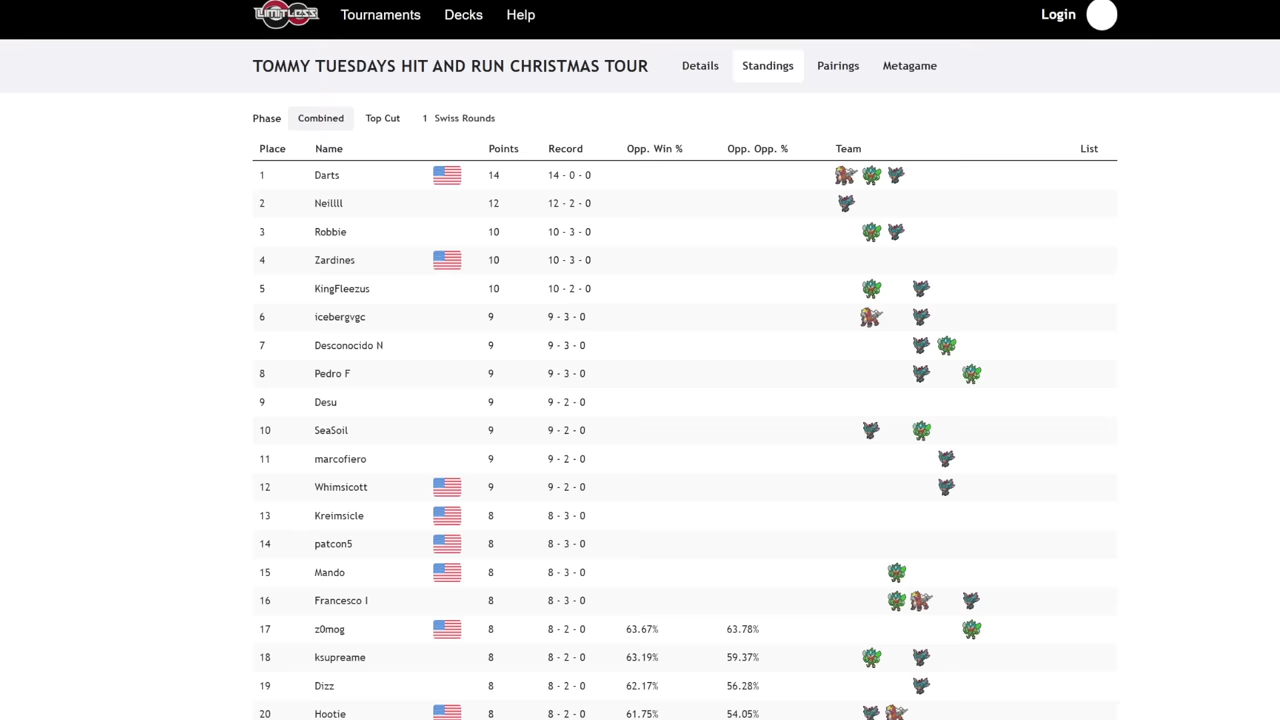 LIMITLESS Tournaments Decks Help Login
TOMMY TUESDAYS HIT AND RUN CHRISTMAS TOUR Details Standings Pairings Metagame
Phase Combined Top Cut 1 Swiss Rounds
Place Name Points Record Opp. Win % Opp. Opp. % Team List
1 Darts 14 14 - 0 - 0
2 Neillll 12 12 - 2 - 0
3 Robbie 10 10 - 3 - 0
4 Zardines 10 10 - 3 - 0
5 KingFleezus 10 10 - 2 - 0
6 icebergvgc 9 9 - 3 - 0
7 Desconocido N 9 9 - 3 - 0
8 Pedro F 9 9 - 3 - 0
9 Desu 9 9 - 2 - 0
10 SeaSoil 9 9 - 2 - 0
11 marcofiero 9 9 - 2 - 0
12 Whimsicott 9 9 - 2 - 0
13 Kreimsicle 8 8 - 3 - 0
14 patcon5 8 8 - 3 - 0
15 Mando 8 8 - 3 - 0
16 Francesco I 8 8 - 3 - 0
17 z0mog 8 8 - 2 - 0 63.67% 63.78%
18 ksupreame 8 8 - 2 - 0 63.19% 59.37%
19 Dizz 8 8 - 2 - 0 62.17% 56.28%
20 Hootie 8 8 - 2 - 0 61.75% 54.05%